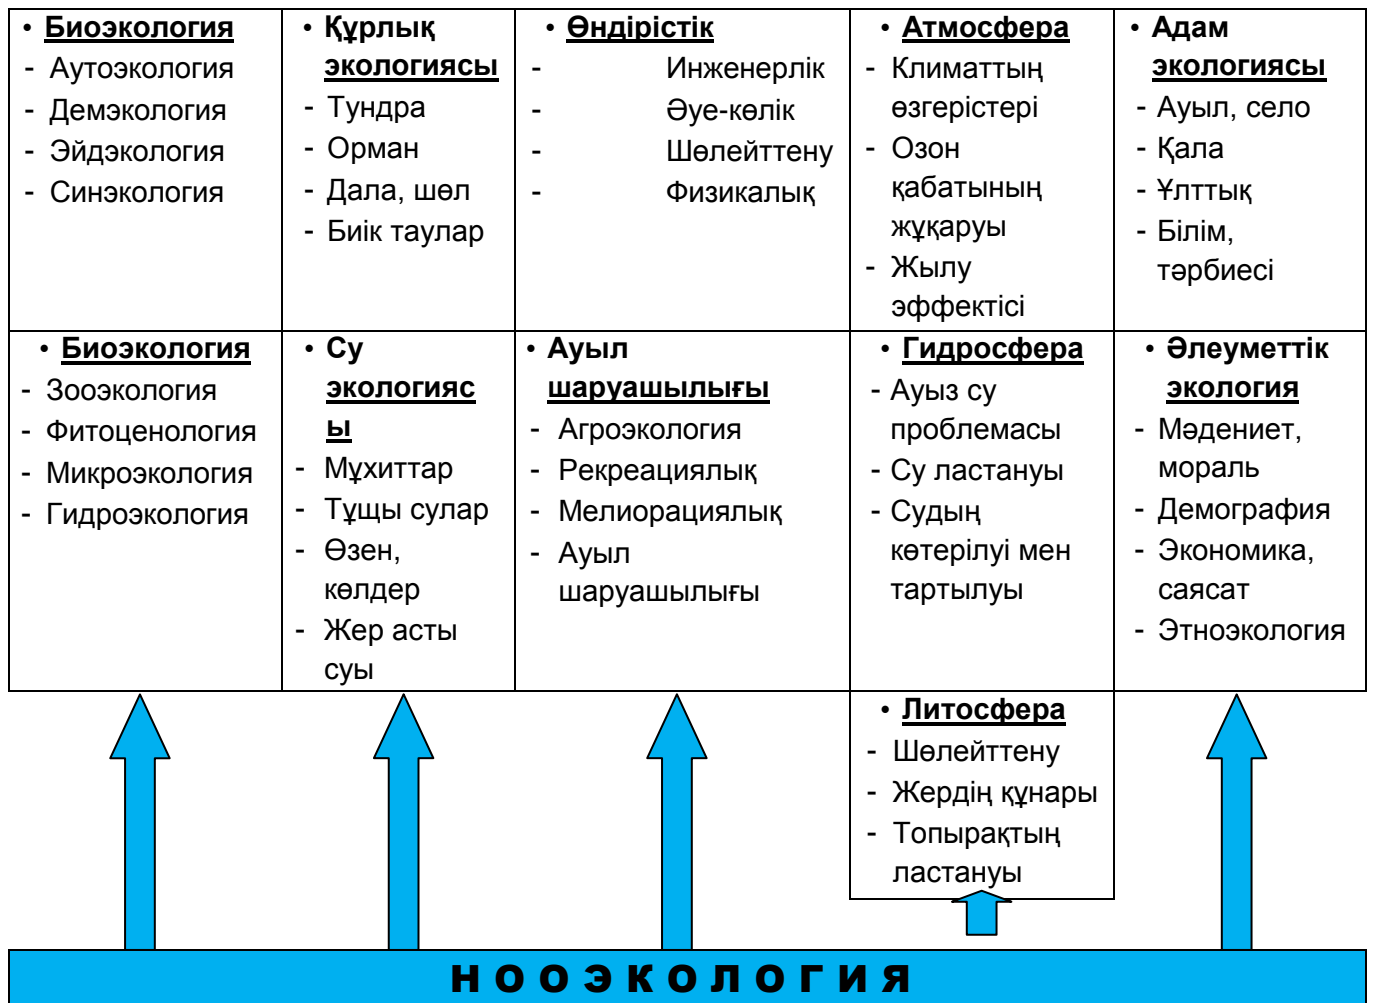 • Биоэкология
- Аутоэкология
- Демэкология
- Эйдэкология
- Синэкология
• Құрлық
экологиясы
- Тундра
- Орман
- Дала, шөл
- Биік таулар
• Өндірістік
- Инженерлік
- Әуе-көлік
- Шөлейттену
- Физикалық
• Атмосфера
- Климаттың
өзгерістері
- Озон
қабатының
жұқаруы
- Жылу
эффектісі
• Адам
экологиясы
- Ауыл, село
- Қала
- Ұлттық
- Білім,
тәрбиесі
• Биоэкология
- Зооэкология
- Фитоценология
- Микроэкология
- Гидроэкология
• Су
экологияс
ы
- Мұхиттар
- Тұщы сулар
- Өзен,
көлдер
- Жер асты
суы
• Ауыл
шаруашылығы
- Агроэкология
- Рекреациялық
- Мелиорациялық
- Ауыл
шаруашылығы
• Гидросфера
- Ауыз су
проблемасы
- Су ластануы
- Судың
көтерілуі мен
тартылуы
• Әлеуметтік
экология
- Мәдениет,
мораль
- Демография
- Экономика,
саясат
- Этноэкология
• Литосфера
- Шөлейттену
- Жердің құнары
- Топырақтың
ластануы
НООЭКОЛОГИЯ